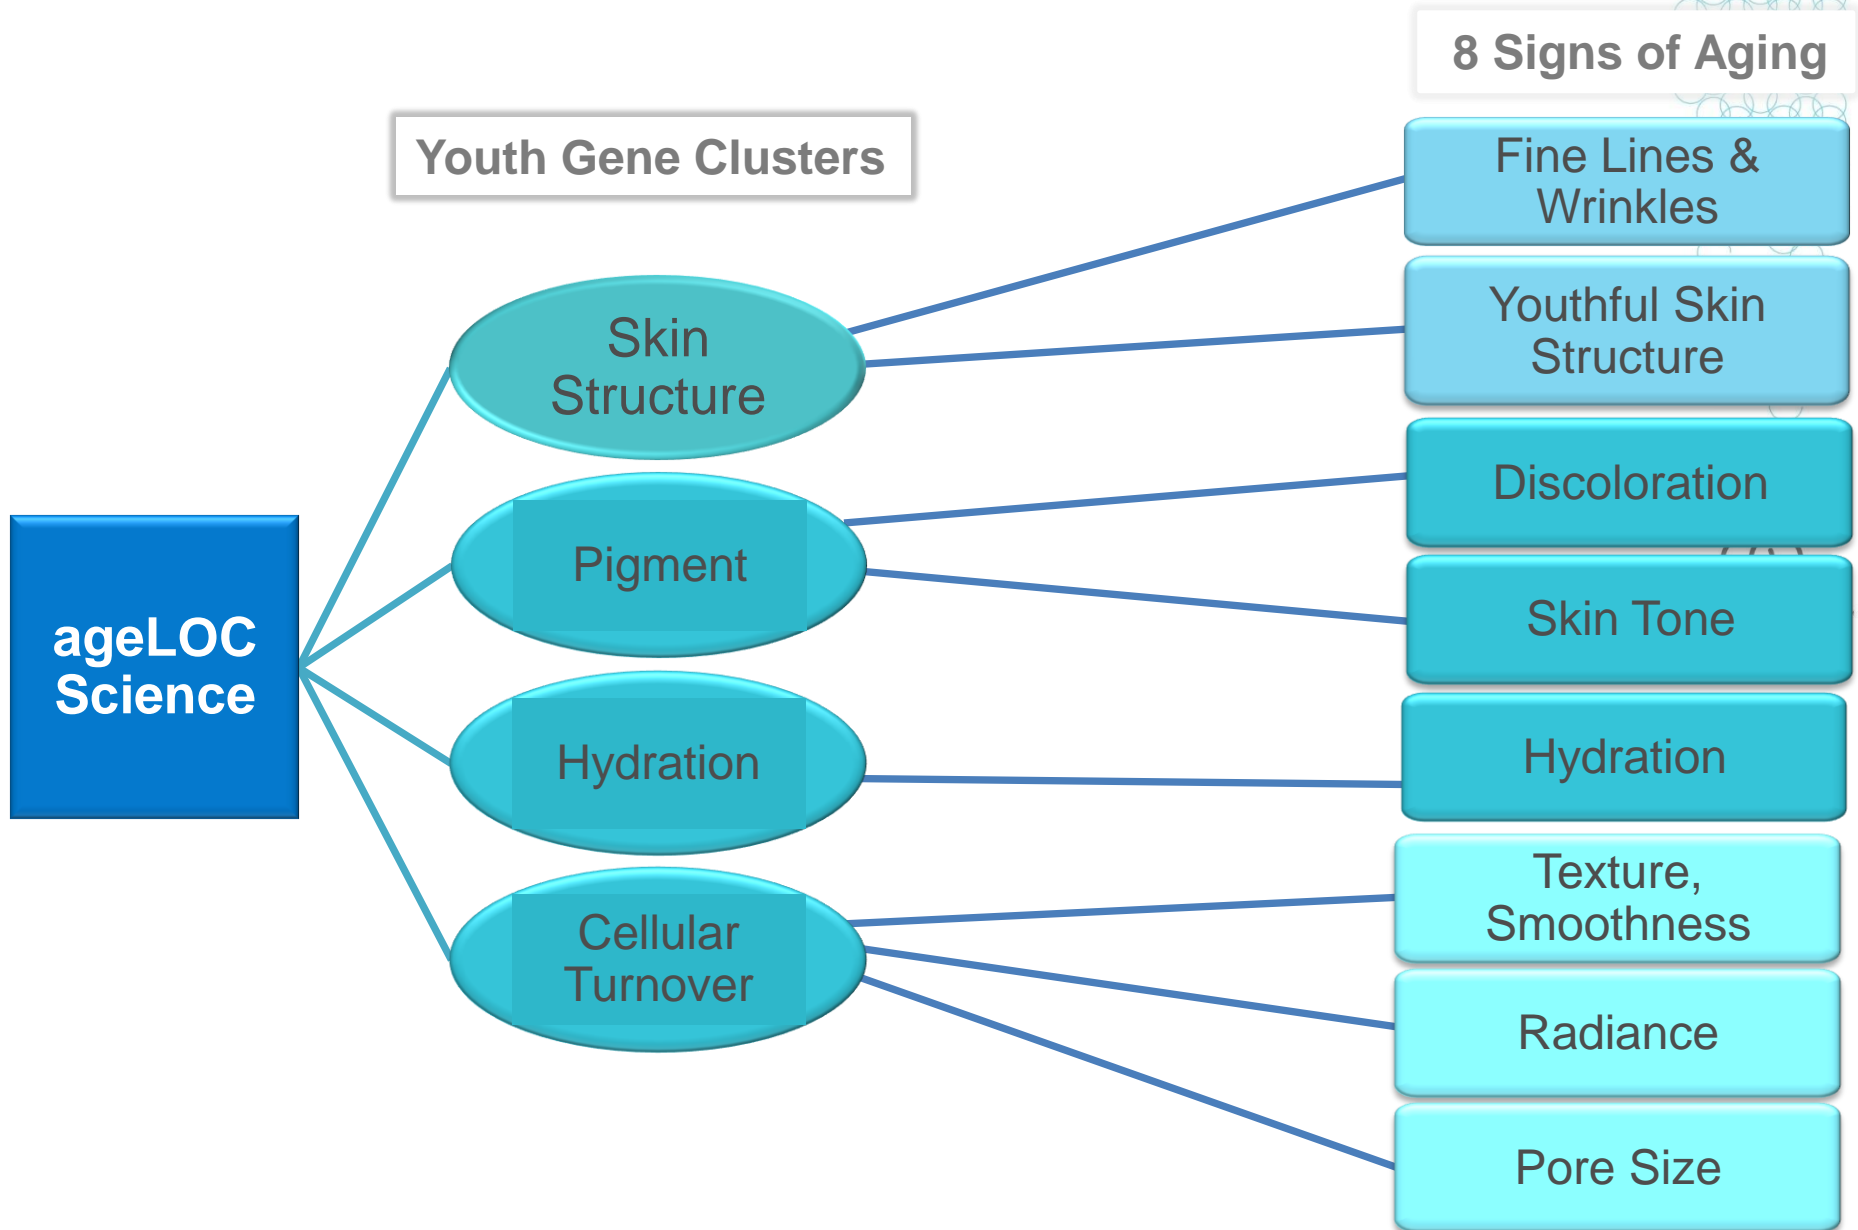 8 Signs of Aging
Youth Gene Clusters
Fine Lines &
Wrinkles
Youthful Skin
Structure
Skin
Structure
Discoloration
Pigment
Skin Tone
ageLOC
Science
Hydration
Hydration
Texture,
Smoothness
Cellular
Turnover
Radiance
Pore Size